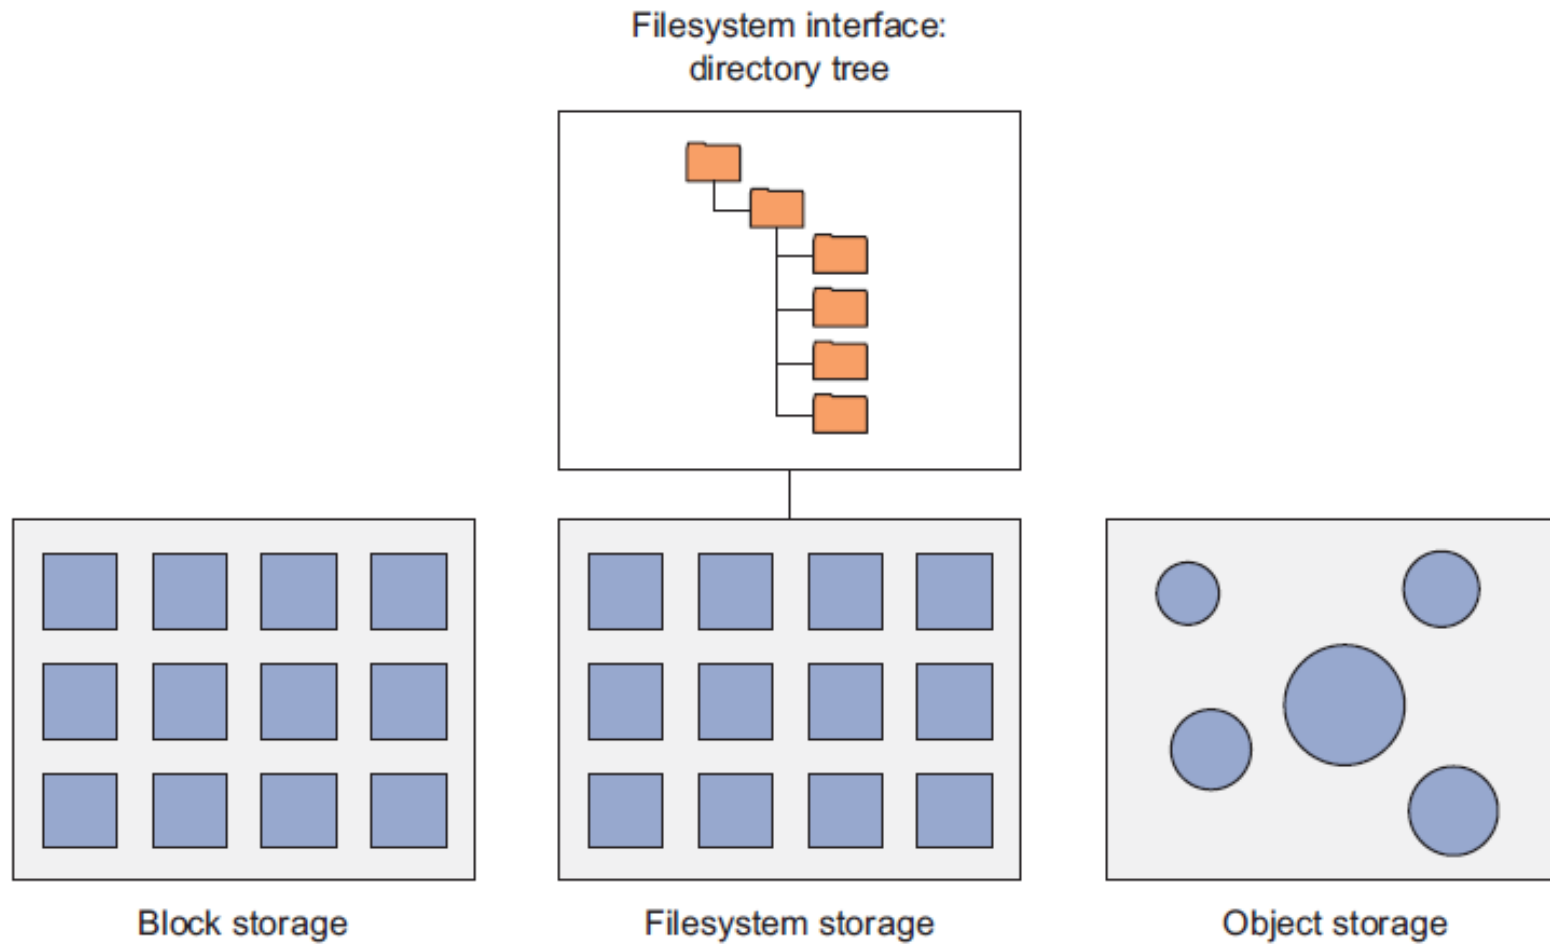 Filesystem interface:
directory tree
Block storage
Filesystem storage
Object storage